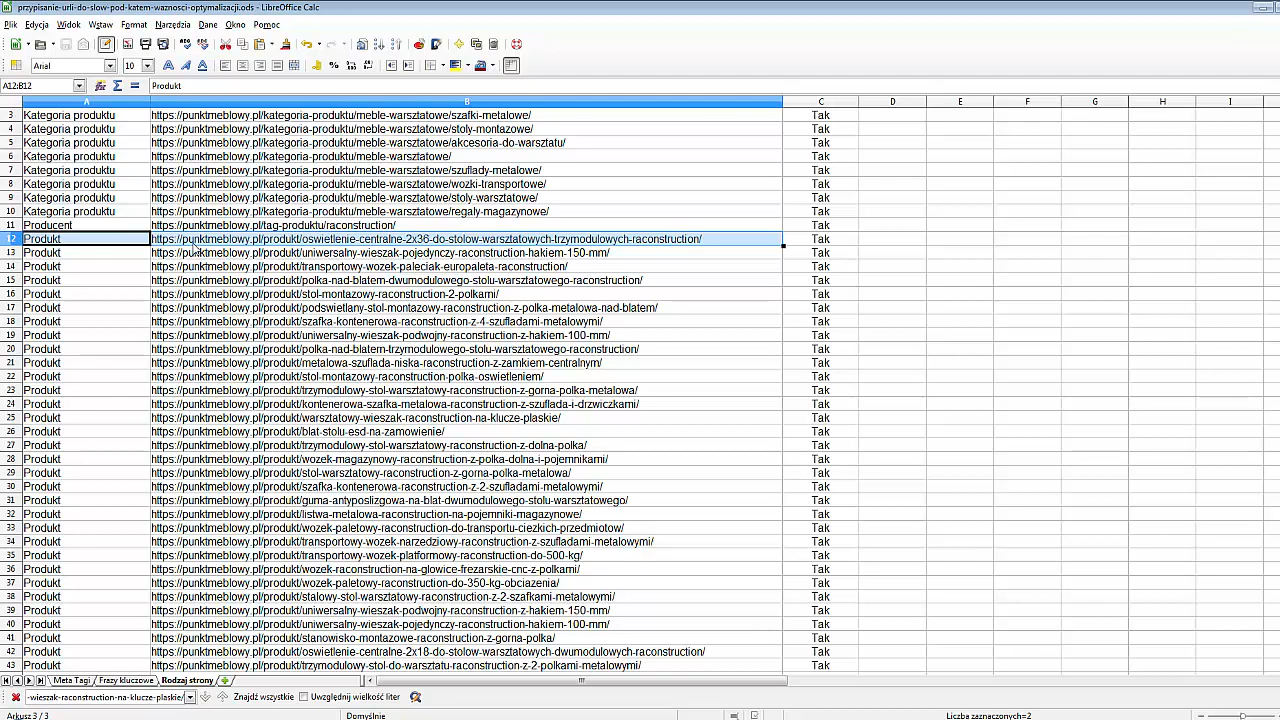 przypisanie-urli-do-slow-pod-katem-waznosci-optymalizacji.ods - LibreOffice Calc
Plik Edycja Widok Wstaw Format Narzędzia Dane Okno Pomoc
Arial 10
A12:B12 Produkt
A B C D E F G H I
3 Kategoria produktu https://punktmeblowy.pl/kategoria-produktu/meble-warsztatowe/szafki-metalowe/ Tak
4 Kategoria produktu https://punktmeblowy.pl/kategoria-produktu/meble-warsztatowe/stoly-montazowe/ Tak
5 Kategoria produktu https://punktmeblowy.pl/kategoria-produktu/meble-warsztatowe/akcesoria-do-warsztatu/ Tak
6 Kategoria produktu https://punktmeblowy.pl/kategoria-produktu/meble-warsztatowe/ Tak
7 Kategoria produktu https://punktmeblowy.pl/kategoria-produktu/meble-warsztatowe/szuflady-metalowe/ Tak
8 Kategoria produktu https://punktmeblowy.pl/kategoria-produktu/meble-warsztatowe/wozki-transportowe/ Tak
9 Kategoria produktu https://punktmeblowy.pl/kategoria-produktu/meble-warsztatowe/stoly-warsztatowe/ Tak
10 Kategoria produktu https://punktmeblowy.pl/kategoria-produktu/meble-warsztatowe/regaly-magazynowe/ Tak
11 Producent https://punktmeblowy.pl/tag-produktu/raconstruction/ Tak
12 Produkt https://punktmeblowy.pl/produkt/oswietlenie-centralne-2x36-do-stolow-warsztatowych-trzymodulowych-raconstruction/ Tak
13 Produkt https://punktmeblowy.pl/produkt/uniwersalny-wieszak-pojedynczy-raconstruction-hakiem-150-mm/ Tak
14 Produkt https://punktmeblowy.pl/produkt/transportowy-wozek-paleciak-europaleta-raconstruction/ Tak
15 Produkt https://punktmeblowy.pl/produkt/polka-nad-blatem-dwumodulowego-stolu-warsztatowego-raconstruction/ Tak
16 Produkt https://punktmeblowy.pl/produkt/stol-montazowy-raconstruction-2-polkami/ Tak
17 Produkt https://punktmeblowy.pl/produkt/podswietlany-stol-montazowy-raconstruction-z-polka-metalowa-nad-blatem/ Tak
18 Produkt https://punktmeblowy.pl/produkt/szafka-kontenerowa-raconstruction-z-4-szufladami-metalowymi/ Tak
19 Produkt https://punktmeblowy.pl/produkt/uniwersalny-wieszak-podwojny-raconstruction-z-hakiem-100-mm/ Tak
20 Produkt https://punktmeblowy.pl/produkt/polka-nad-blatem-trzymodulowego-stolu-warsztatowego-raconstruction/ Tak
21 Produkt https://punktmeblowy.pl/produkt/metalowa-szuflada-niska-raconstruction-z-zamkiem-centralnym/ Tak
22 Produkt https://punktmeblowy.pl/produkt/stol-montazowy-raconstruction-polka-oswietleniem/ Tak
23 Produkt https://punktmeblowy.pl/produkt/trzymodulowy-stol-warsztatowy-raconstruction-z-gorna-polka-metalowa/ Tak
24 Produkt https://punktmeblowy.pl/produkt/kontenerowa-szafka-metalowa-raconstruction-z-szuflada-i-drzwiczkami/ Tak
25 Produkt https://punktmeblowy.pl/produkt/warsztatowy-wieszak-raconstruction-na-klucze-plaskie/ Tak
26 Produkt https://punktmeblowy.pl/produkt/blat-stolu-esd-na-zamowienie/ Tak
27 Produkt https://punktmeblowy.pl/produkt/trzymodulowy-stol-warsztatowy-raconstruction-z-dolna-polka/ Tak
28 Produkt https://punktmeblowy.pl/produkt/wozek-magazynowy-raconstruction-z-polka-dolna-i-pojemnikami/ Tak
29 Produkt https://punktmeblowy.pl/produkt/stol-warsztatowy-raconstruction-z-gorna-polka-metalowa/ Tak
30 Produkt https://punktmeblowy.pl/produkt/szafka-kontenerowa-raconstruction-z-2-szufladami-metalowymi/ Tak
31 Produkt https://punktmeblowy.pl/produkt/guma-antyposlizgowa-na-blat-dwumodulowego-stolu-warsztatowego/ Tak
32 Produkt https://punktmeblowy.pl/produkt/listwa-metalowa-raconstruction-na-pojemniki-magazynowe/ Tak
33 Produkt https://punktmeblowy.pl/produkt/wozek-paletowy-raconstruction-do-transportu-ciezkich-przedmiotow/ Tak
34 Produkt https://punktmeblowy.pl/produkt/transportowy-wozek-narzedziowy-raconstruction-z-szufladami-metalowymi/ Tak
35 Produkt https://punktmeblowy.pl/produkt/transportowy-wozek-platformowy-raconstruction-do-500-kg/ Tak
36 Produkt https://punktmeblowy.pl/produkt/wozek-raconstruction-na-glowice-frezarskie-cnc-z-polkami/ Tak
37 Produkt https://punktmeblowy.pl/produkt/wozek-paletowy-raconstruction-do-350-kg-obciazenia/ Tak
38 Produkt https://punktmeblowy.pl/produkt/stalowy-stol-warsztatowy-raconstruction-z-2-szafkami-metalowymi/ Tak
39 Produkt https://punktmeblowy.pl/produkt/uniwersalny-wieszak-podwojny-raconstruction-z-hakiem-150-mm/ Tak
40 Produkt https://punktmeblowy.pl/produkt/uniwersalny-wieszak-pojedynczy-raconstruction-z-hakiem-100-mm/ Tak
41 Produkt https://punktmeblowy.pl/produkt/stanowisko-montazowe-raconstruction-z-gorna-polka/ Tak
42 Produkt https://punktmeblowy.pl/produkt/oswietlenie-centralne-2x18-do-stolow-warsztatowych-dwumodulowych-raconstruction/ Tak
43 Produkt https://punktmeblowy.pl/produkt/trzymodulowy-stol-do-warsztatu-raconstruction-z-2-polkami-metalowymi/ Tak
Meta Tagi Frazy kluczowe Rodzaj strony
-wieszak-raconstruction-na-klucze-plaskie/ Znajdź wszystkie Uwzględnij wielkość liter
Arkusz 3 / 3 Domyślnie Liczba zaznaczonych=2